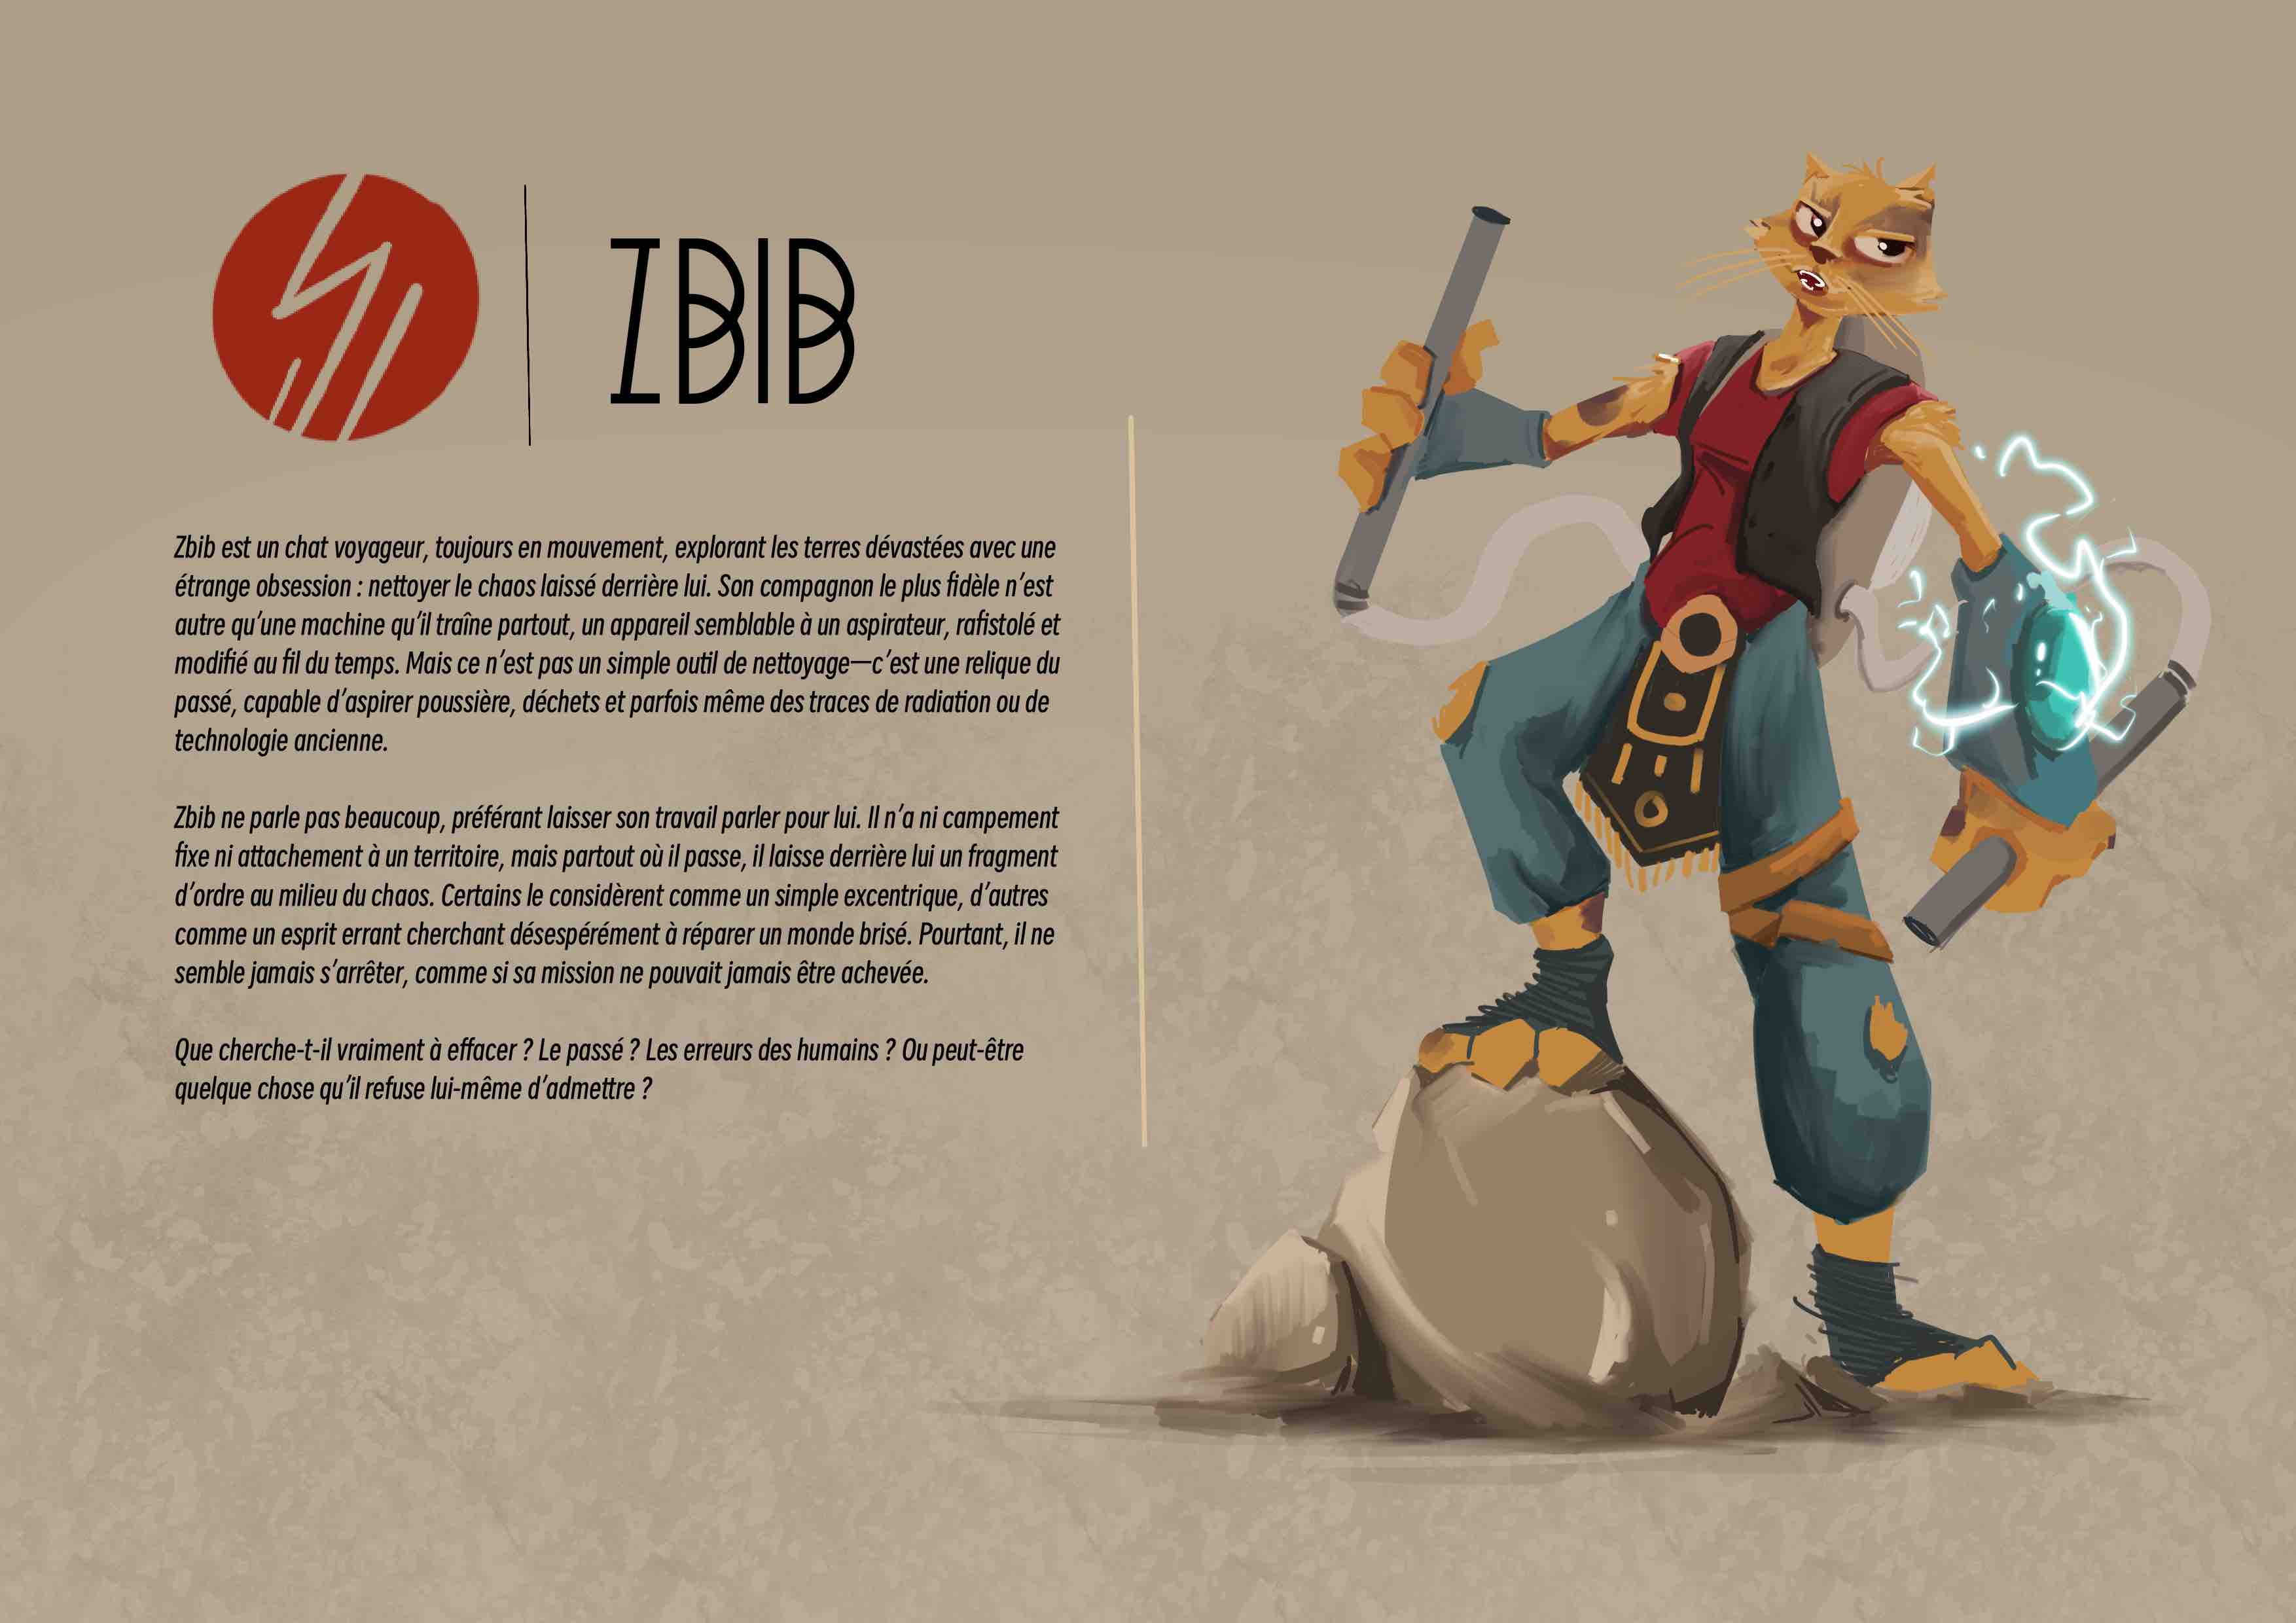 ZBIB
Zbib est un chat voyageur, toujours en mouvement, explorant les terres dévastées avec une
étrange obsession : nettoyer le chaos laissé derrière lui. Son compagnon le plus fidèle n’est
autre qu’une machine qu’il traîne partout, un appareil semblable à un aspirateur, rafistolé et
modifié au fil du temps. Mais ce n’est pas un simple outil de nettoyage—c’est une relique du
passé, capable d’aspirer poussière, déchets et parfois même des traces de radiation ou de
technologie ancienne.
Zbib ne parle pas beaucoup, préférant laisser son travail parler pour lui. Il n’a ni campement
fixe ni attachement à un territoire, mais partout où il passe, il laisse derrière lui un fragment
d’ordre au milieu du chaos. Certains le considèrent comme un simple excentrique, d’autres
comme un esprit errant cherchant désespérément à réparer un monde brisé. Pourtant, il ne
semble jamais s’arrêter, comme si sa mission ne pouvait jamais être achevée.
Que cherche-t-il vraiment à effacer ? Le passé ? Les erreurs des humains ? Ou peut-être
quelque chose qu’il refuse lui-même d’admettre ?